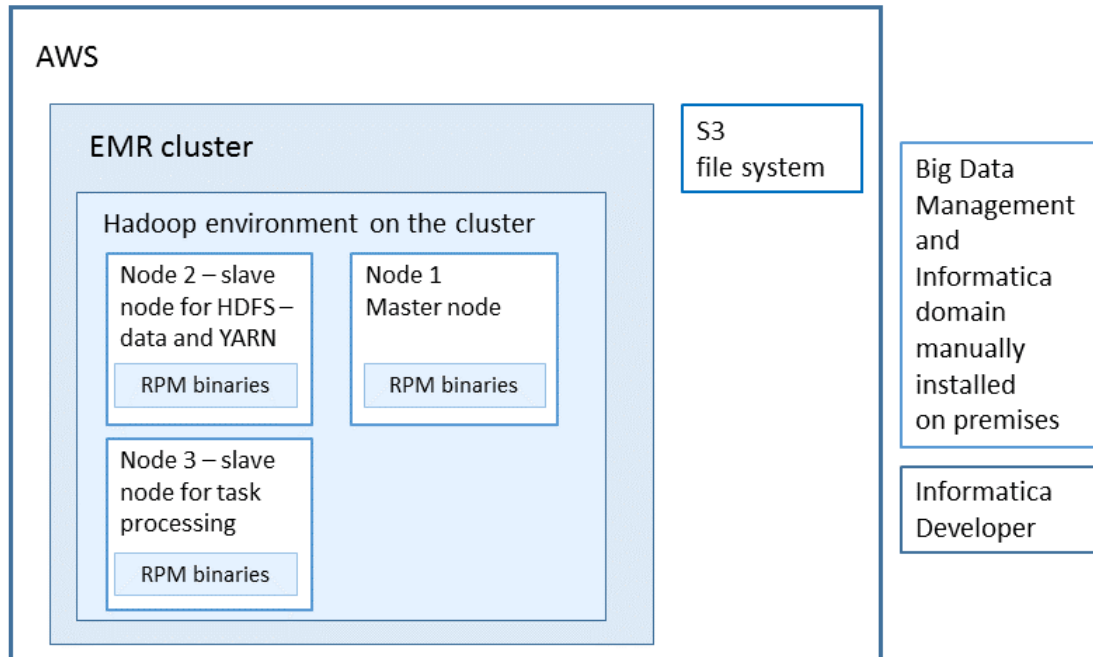 AWS
EMR cluster
Hadoop environment on the cluster
Node 2 – slave
node for HDFS –
data and YARN
RPM binaries
Node 1
Master node
RPM binaries
Node 3 – slave
node for task
processing
RPM binaries
S3
file system
Big Data
Management
and
Informatica
domain
manually
installed
on premises
Informatica
Developer